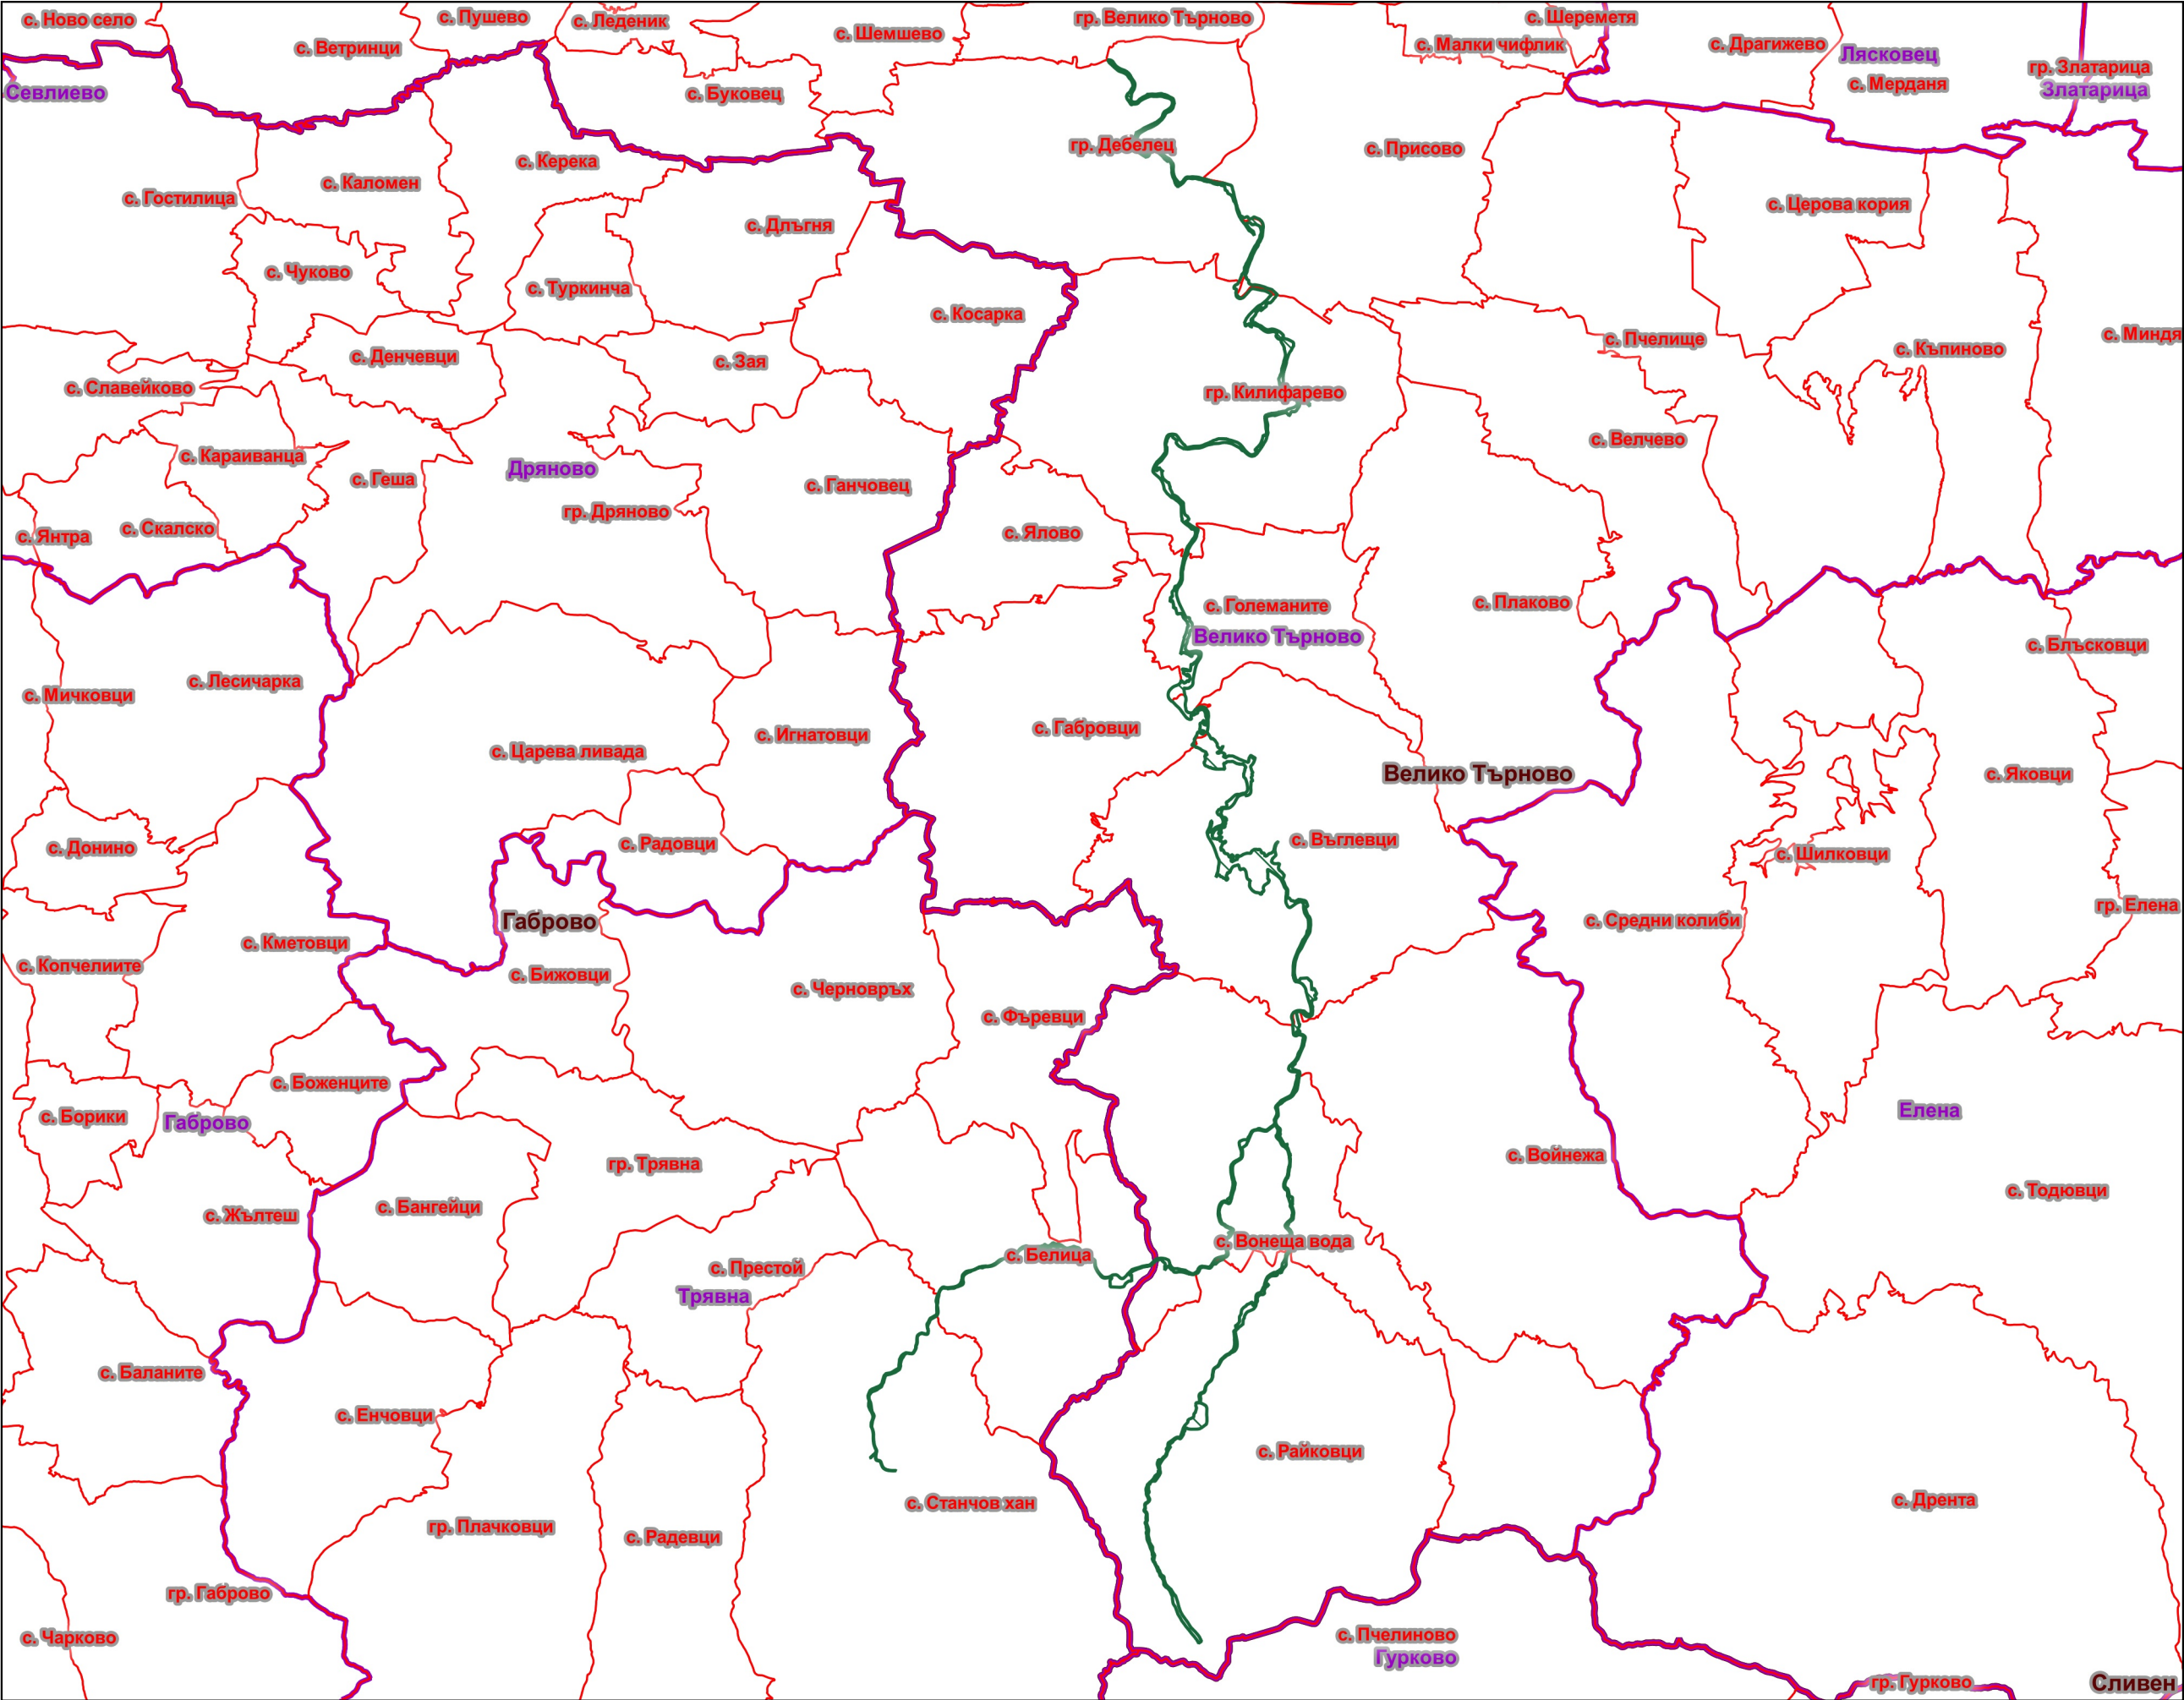 с. Ново село
с. Ветринци
с. Пушево
с. Леденик
с. Шемшево
гр. Велико Търново
с. Малки чифлик
с. Шереметя
с. Драгижево
Лясковец
с. Мерданя
гр. Златарица
Златарица
Севлиево
с. Буковец
гр. Дебелец
с. Присово
с. Керека
с. Каломен
с. Гостилица
с. Длъгня
с. Церова кория
с. Чуково
с. Туркинча
с. Косарка
с. Пчелище
с. Къпиново
с. Миндя
с. Денчевци
с. Зая
с. Славейково
гр. Килифарево
с. Велчево
с. Караиванца
с. Геша
Дряново
с. Ганчовец
гр. Дряново
с. Янтра
с. Скалско
с. Ялово
с. Големаните
Велико Търново
с. Плаково
с. Блъсковци
с. Мичковци
с. Лесичарка
с. Царева ливада
с. Игнатовци
с. Габровци
Велико Търново
с. Яковци
с. Донино
с. Радовци
с. Въглевци
с. Шилковци
Габрово
с. Средни колиби
гр. Елена
с. Кметовци
с. Копчелиите
с. Бижовци
с. Черновръх
с. Фъревци
с. Боженците
с. Борики
Габрово
Елена
с. Войнежа
гр. Трявна
с. Тодювци
с. Жълтеш
с. Бангейци
с. Престой
Трявна
с. Белица
с. Вонеща вода
с. Баланите
с. Енчовци
с. Райковци
с. Станчов хан
с. Дрента
гр. Плачковци
с. Радевци
гр. Габрово
с. Чарково
с. Пчелиново
Гурково
гр. Гурково
Сливен